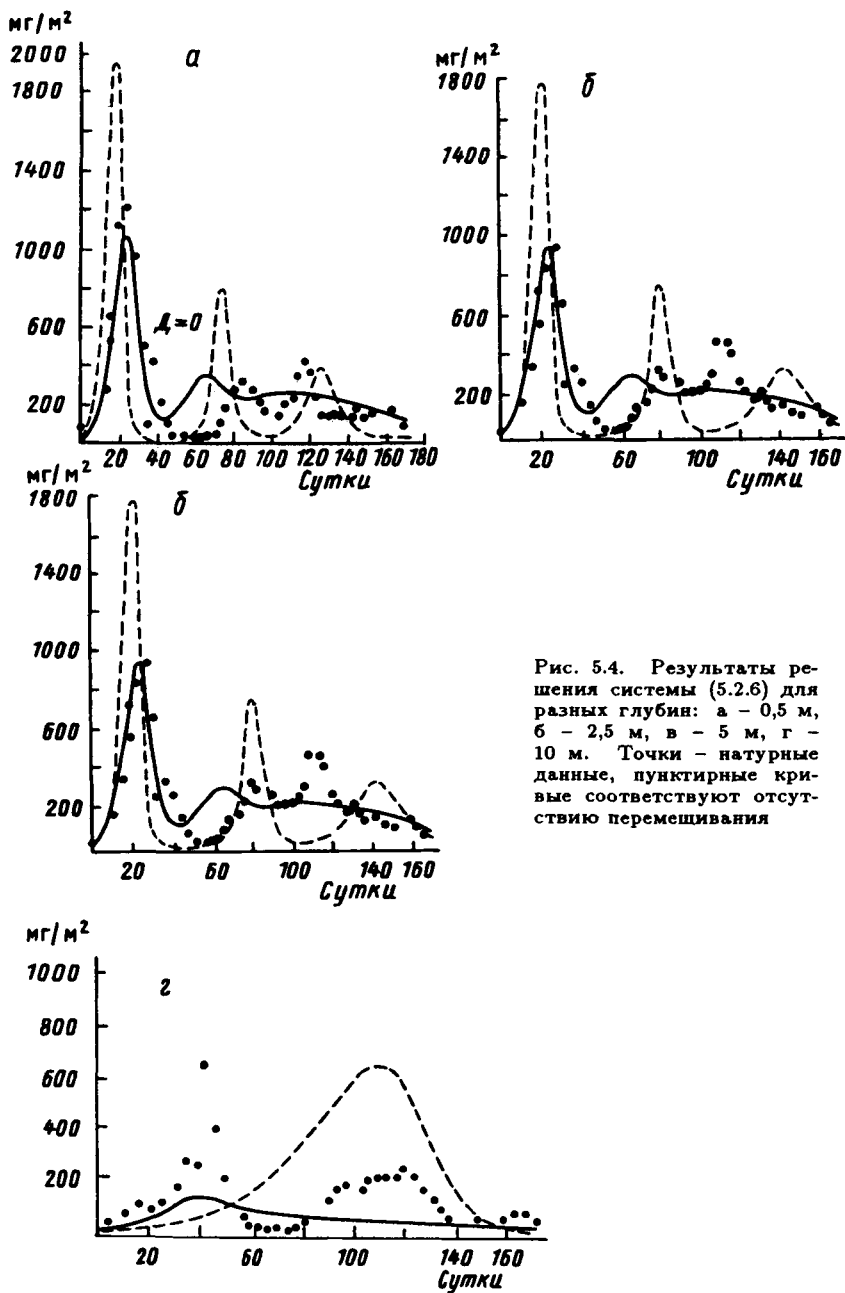 мг/м²
2000
1800
1400
1000
600
200
а
Д=0
20 40 60 80 100 120 140 160 180
Сутки
мг/м²
1800
1400
1000
600
200
б
20 60 100 140 160
Сутки
мг/м²
1800
1400
1000
600
200
б
20 60 100 140 160
Сутки
Рис. 5.4. Результаты ре-
шения системы (5.2.6) для
разных глубин: а – 0,5 м,
б – 2,5 м, в – 5 м, г –
10 м. Точки – натурные
данные, пунктирные кри-
вые соответствуют отсут-
ствию перемещивания
мг/м²
1000
800
600
400
200
г
20 60 100 140 160
Сутки